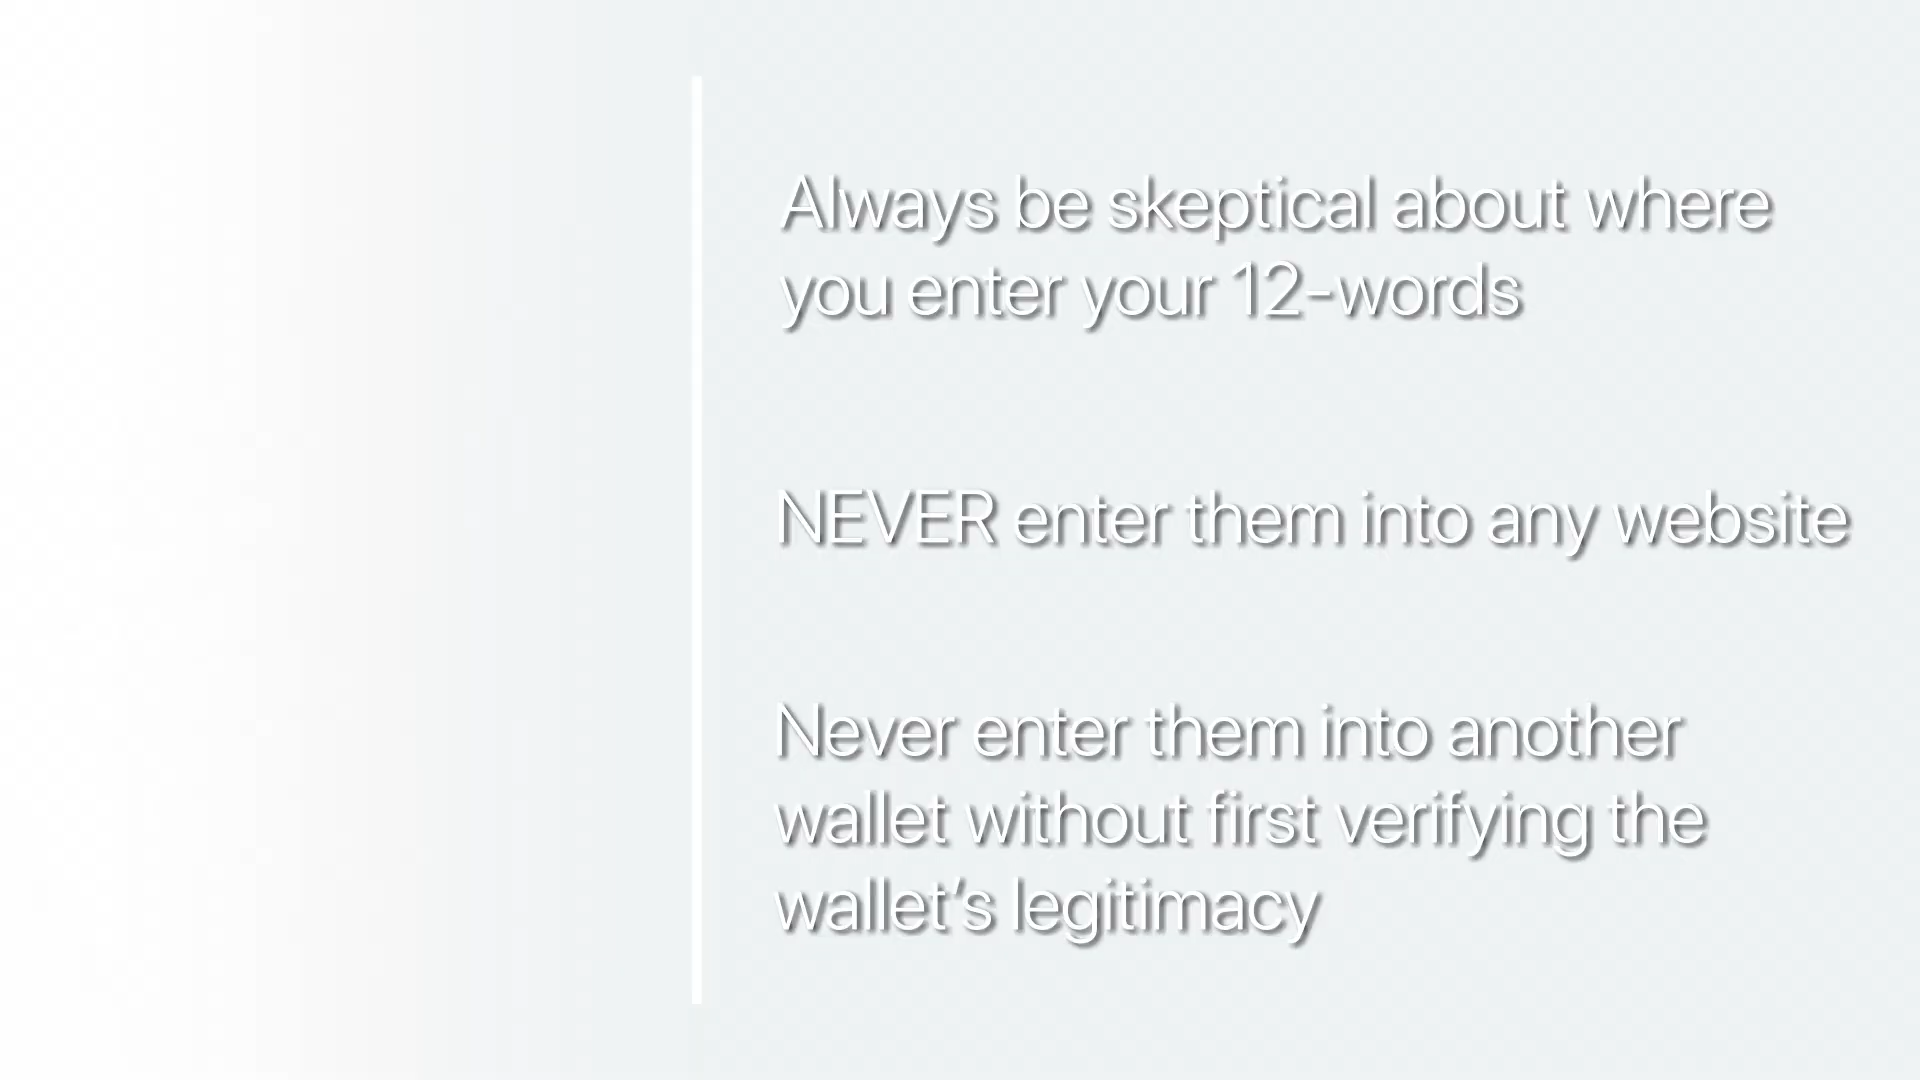 Always be skeptical about where
you enter your 12-words
NEVER enter them into any website
Never enter them into another
wallet without first verifying the
wallet's legitimacy